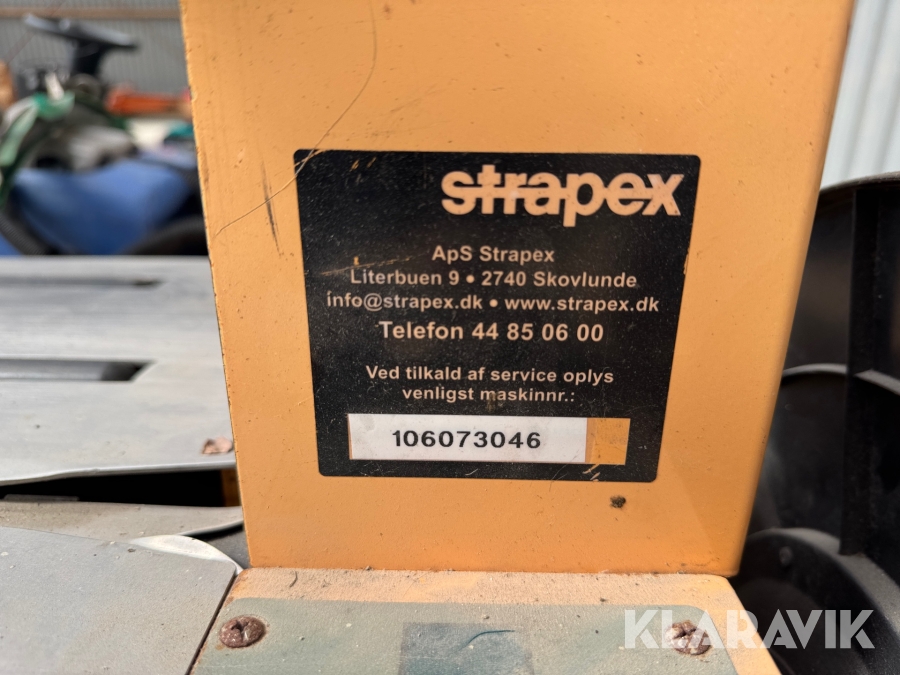 strapex
ApS Strapex
Literbuen 9 • 2740 Skovlunde
info@strapex.dk • www.strapex.dk
Telefon 44 85 06 00
Ved tilkald af service oplys
venligst maskinnr.:
106073046
KLARAVIK